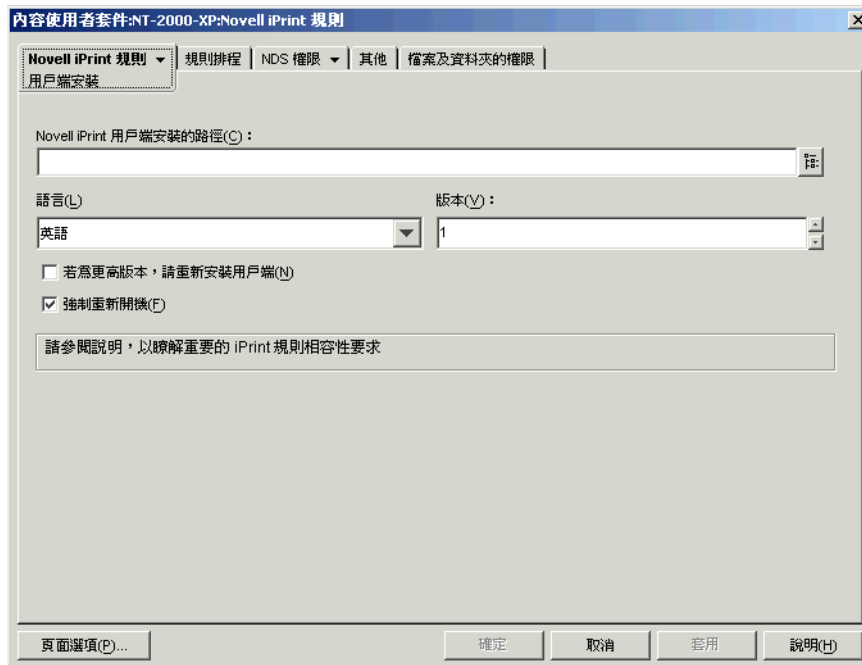 內容使用者套件:NT-2000-XP:Novell iPrint 規則
Novell iPrint 規則 規則排程 NDS 權限 其他 檔案及資料夾的權限
用戶端安裝
Novell iPrint 用戶端安裝的路徑(C)：
語言(L) 版本(V)：
英語 1
若為更高版本，請重新安裝用戶端(N)
強制重新開機(F)
請參閱說明，以瞭解重要的 iPrint 規則相容性要求
頁面選項(P)... 確定 取消 套用 說明(H)